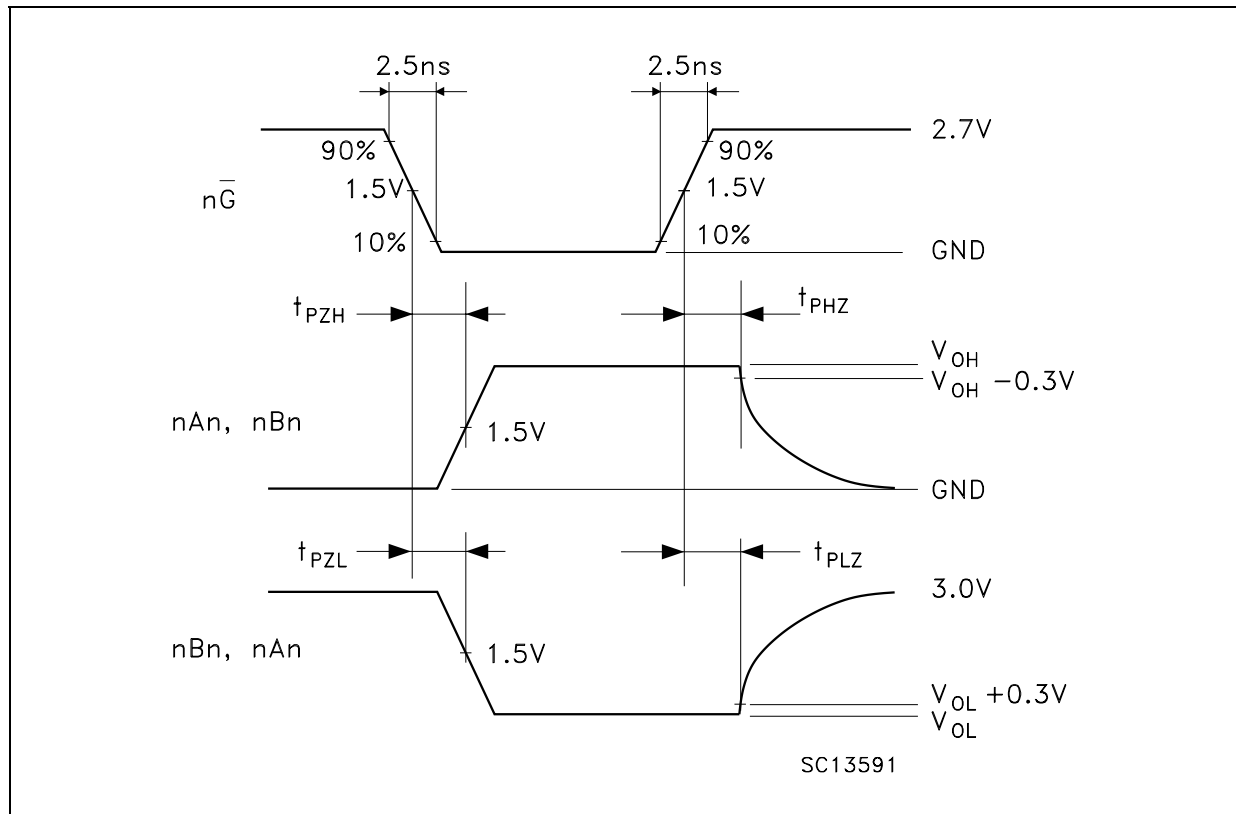 2.5ns 2.5ns
2.7V
90% 90%
1.5V 1.5V
nG̅
10% 10%
GND
tPZH tPHZ
VOH
VOH −0.3V
nAn, nBn
1.5V
GND
tPZL tPLZ
3.0V
nBn, nAn
1.5V
VOL +0.3V
VOL
SC13591